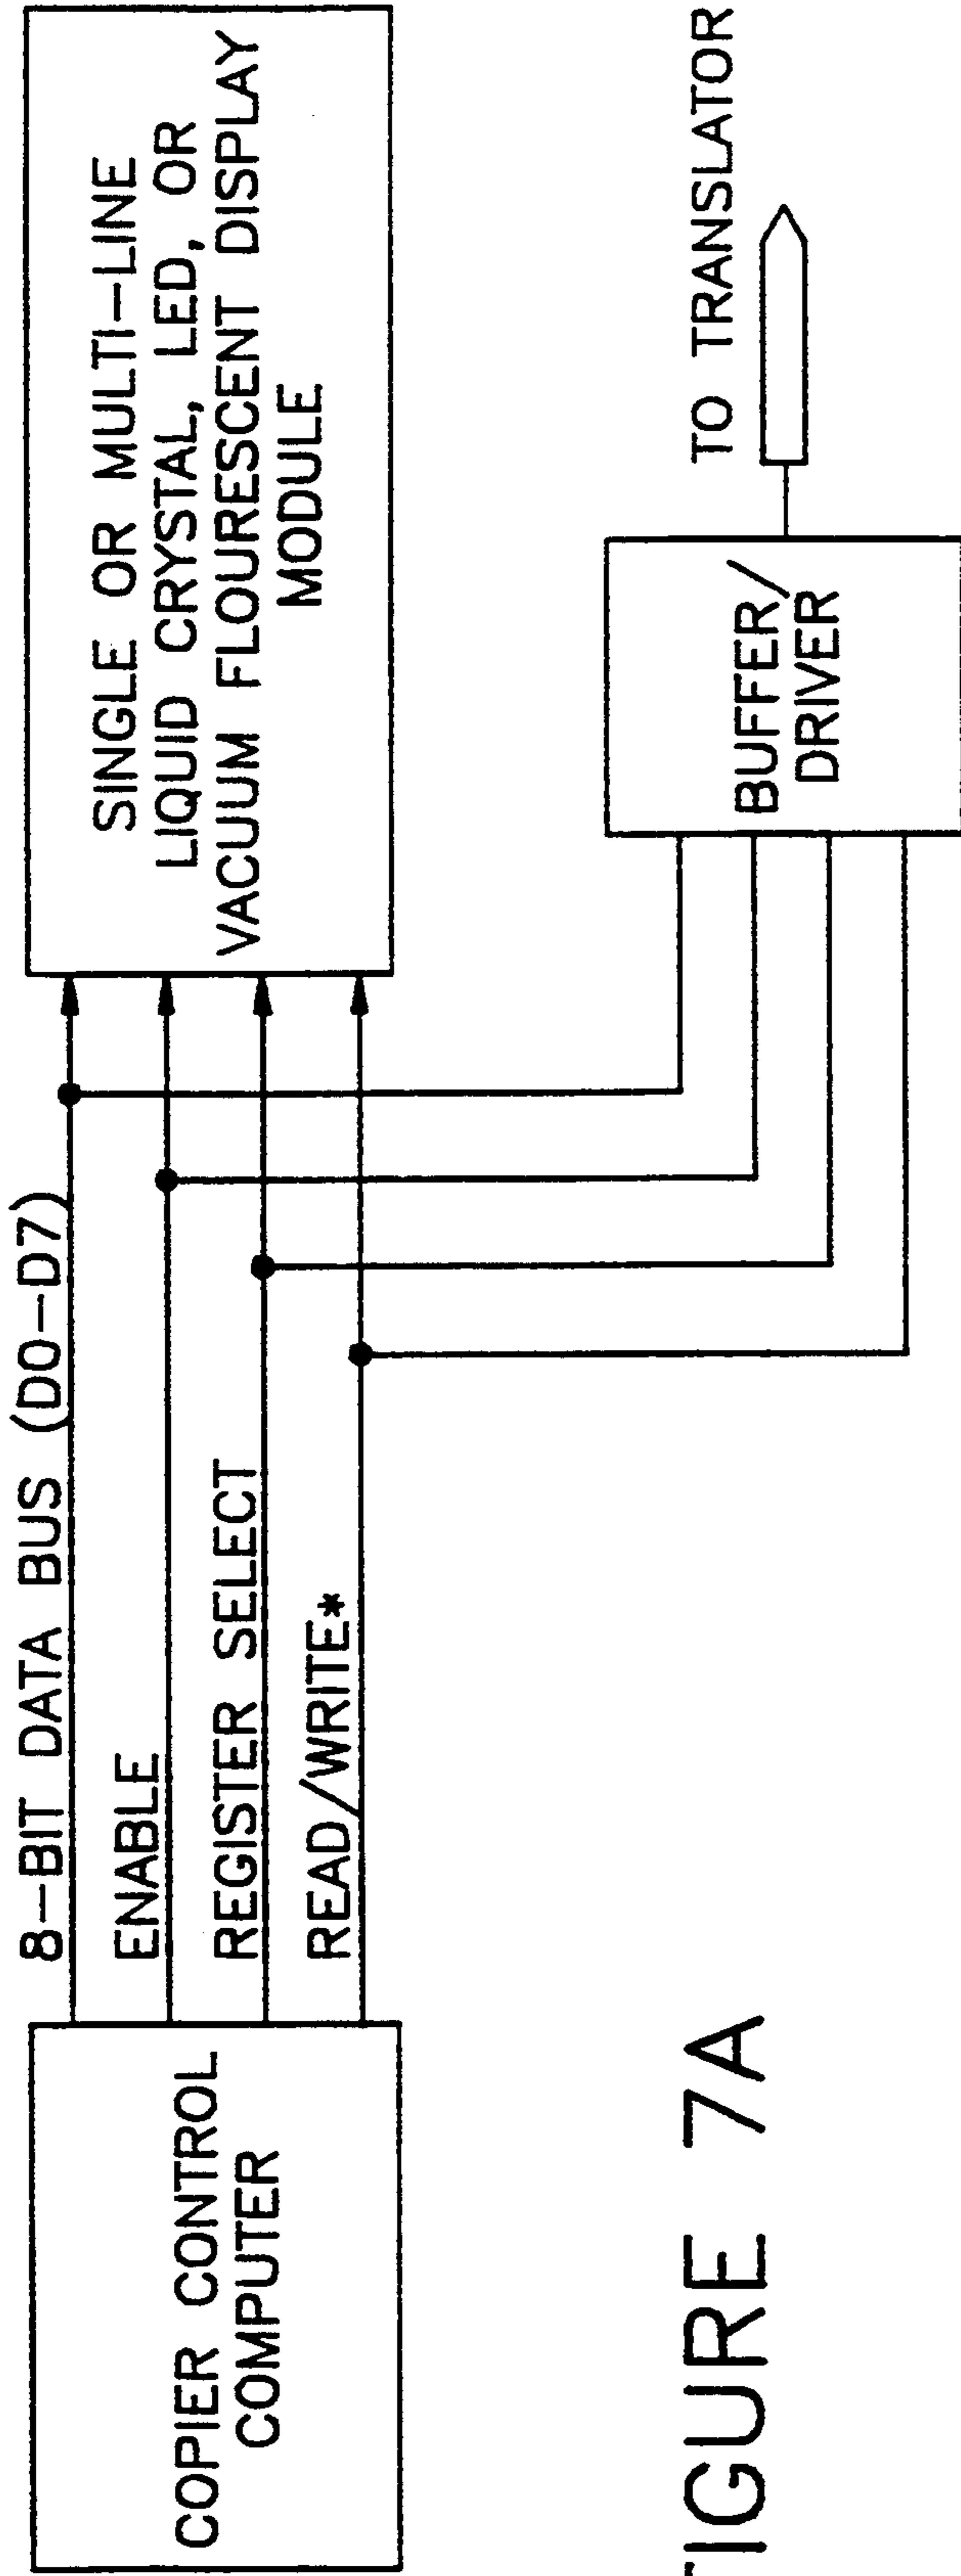 COPIER CONTROL
COMPUTER
8-BIT DATA BUS (D0-D7)
ENABLE
REGISTER SELECT
READ/WRITE*
SINGLE OR MULTI-LINE
LIQUID CRYSTAL, LED, OR
VACUUM FLOURESCENT DISPLAY
MODULE
BUFFER/
DRIVER
TO TRANSLATOR
FIGURE 7A